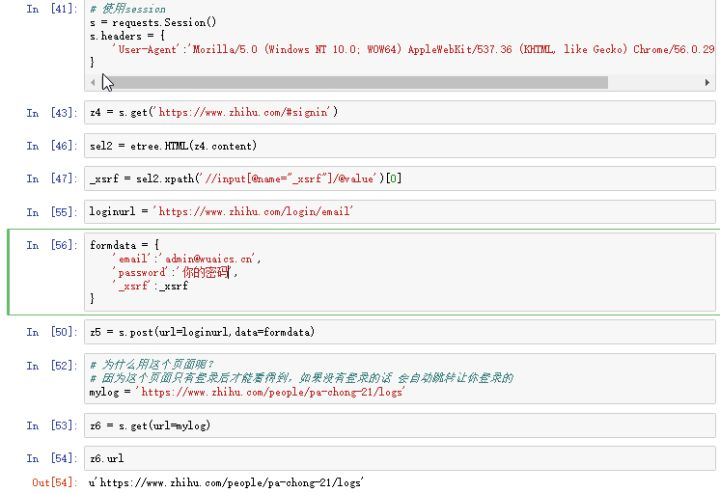 In [41]: # 使用session
s = requests.Session()
s.headers = {
'User-Agent':'Mozilla/5.0 (Windows NT 10.0; WOW64) AppleWebKit/537.36 (KHTML, like Gecko) Chrome/56.0.29
}
In [43]: z4 = s.get('https://www.zhihu.com/#signin')
In [46]: sel2 = etree.HTML(z4.content)
In [47]: _xsrf = sel2.xpath('//input[@name="_xsrf"]/@value')[0]
In [55]: loginurl = 'https://www.zhihu.com/login/email'
In [56]: formdata = {
'email':'admin@wuaics.cn',
'password':'你的密码',
'_xsrf':_xsrf
}
In [50]: z5 = s.post(url=loginurl,data=formdata)
In [52]: # 为什么用这个页面呢?
# 因为这个页面只有登录后才能看得到，如果没有登录的话 会自动跳转让你登录的
mylog = 'https://www.zhihu.com/people/pa-chong-21/logs'
In [53]: z6 = s.get(url=mylog)
In [54]: z6.url
Out[54]: u'https://www.zhihu.com/people/pa-chong-21/logs'